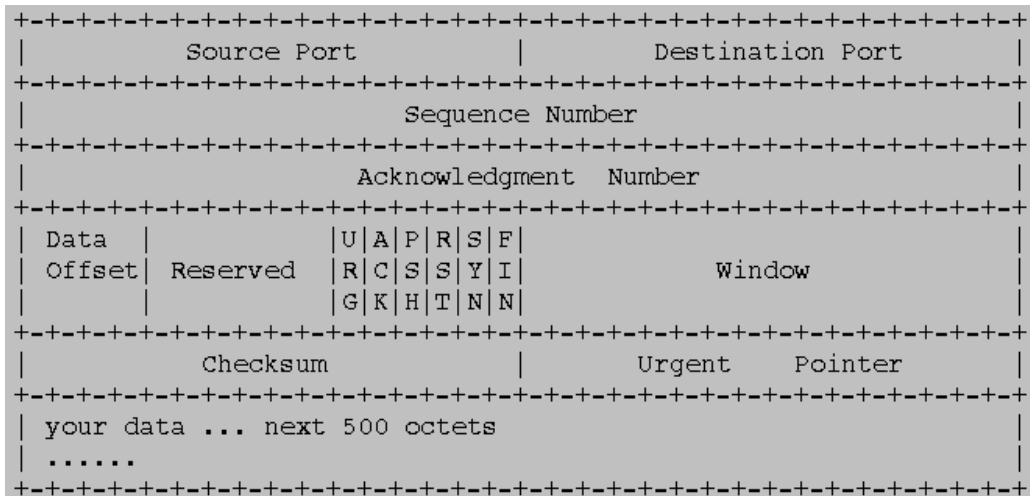 +-+-+-+-+-+-+-+-+-+-+-+-+-+-+-+-+-+-+-+-+-+-+-+-+-+-+-+-+-+-+-+-+
|          Source Port          |        Destination Port       |
+-+-+-+-+-+-+-+-+-+-+-+-+-+-+-+-+-+-+-+-+-+-+-+-+-+-+-+-+-+-+-+-+
|                        Sequence Number                        |
+-+-+-+-+-+-+-+-+-+-+-+-+-+-+-+-+-+-+-+-+-+-+-+-+-+-+-+-+-+-+-+-+
|                     Acknowledgment  Number                    |
+-+-+-+-+-+-+-+-+-+-+-+-+-+-+-+-+-+-+-+-+-+-+-+-+-+-+-+-+-+-+-+-+
| Data  |           |U|A|P|R|S|F|                               |
| Offset| Reserved  |R|C|S|S|Y|I|            Window             |
|       |           |G|K|H|T|N|N|                               |
+-+-+-+-+-+-+-+-+-+-+-+-+-+-+-+-+-+-+-+-+-+-+-+-+-+-+-+-+-+-+-+-+
|           Checksum            |       Urgent    Pointer       |
+-+-+-+-+-+-+-+-+-+-+-+-+-+-+-+-+-+-+-+-+-+-+-+-+-+-+-+-+-+-+-+-+
| your data ... next 500 octets
| ......                                                        |
+-+-+-+-+-+-+-+-+-+-+-+-+-+-+-+-+-+-+-+-+-+-+-+-+-+-+-+-+-+-+-+-+